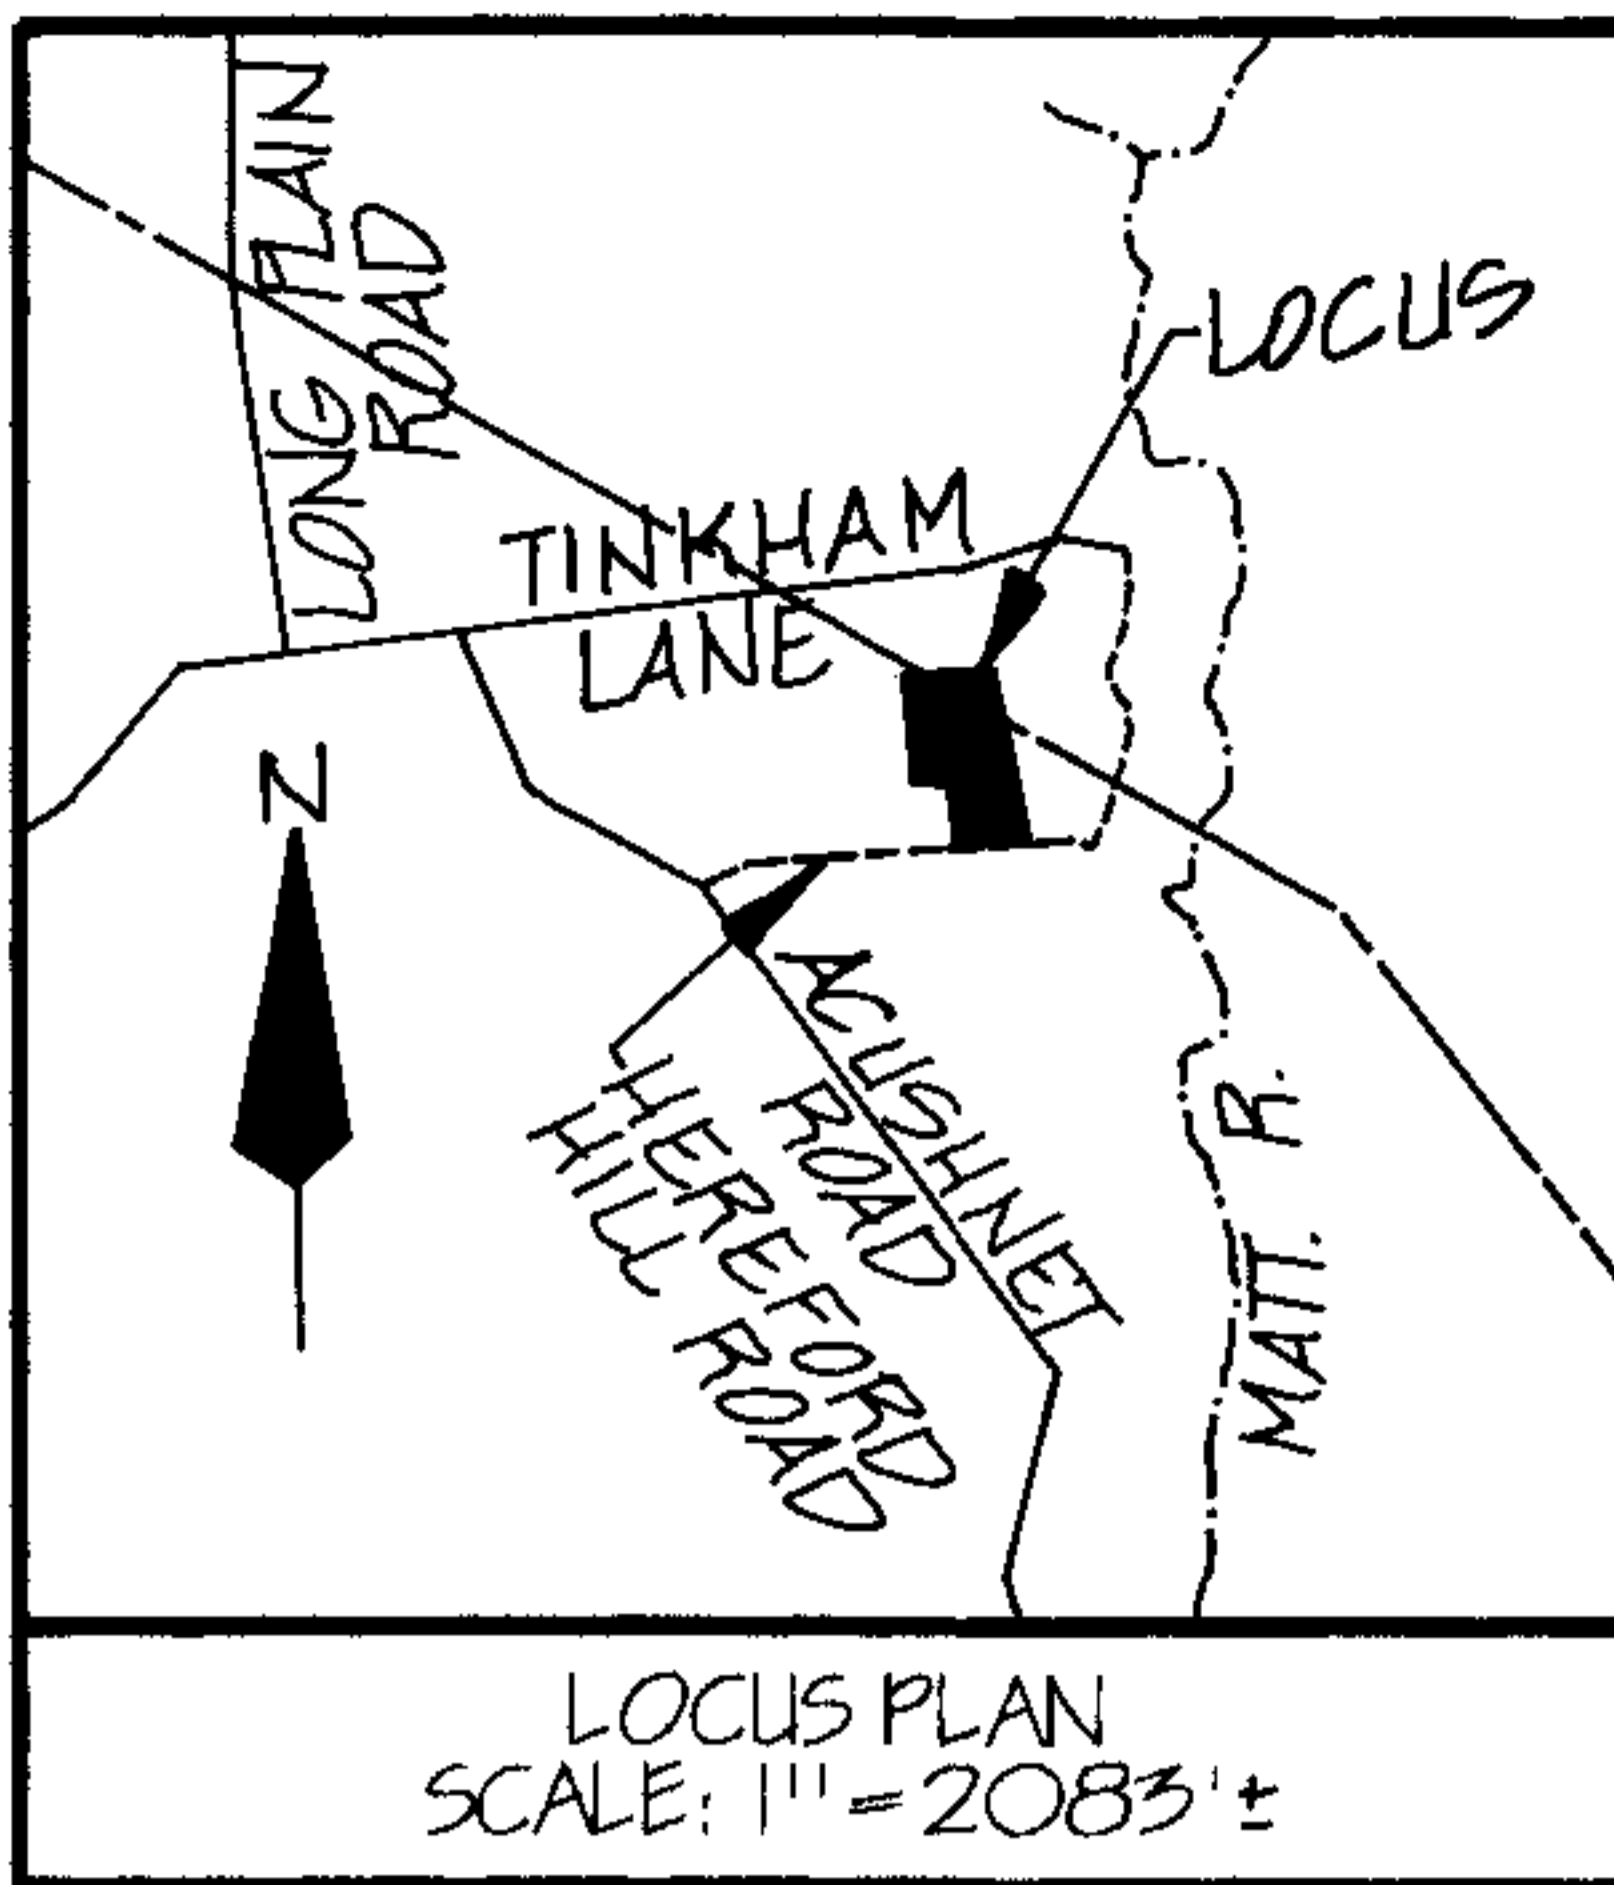 LONG PLAIN
ROAD
LOCUS
TINKHAM
LANE
N
ACUSHNET
ROAD
HEREFORD
HILL ROAD
MATT. R.
LOCUS PLAN
SCALE: 1" = 2083'±